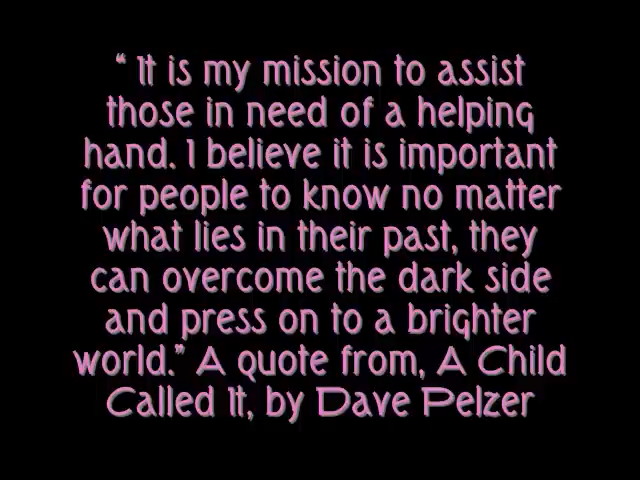 “ It is my mission to assist
those in need of a helping
hand. I believe it is important
for people to know no matter
what lies in their past, they
can overcome the dark side
and press on to a brighter
world.” A quote from, A Child
Called It, by Dave Pelzer